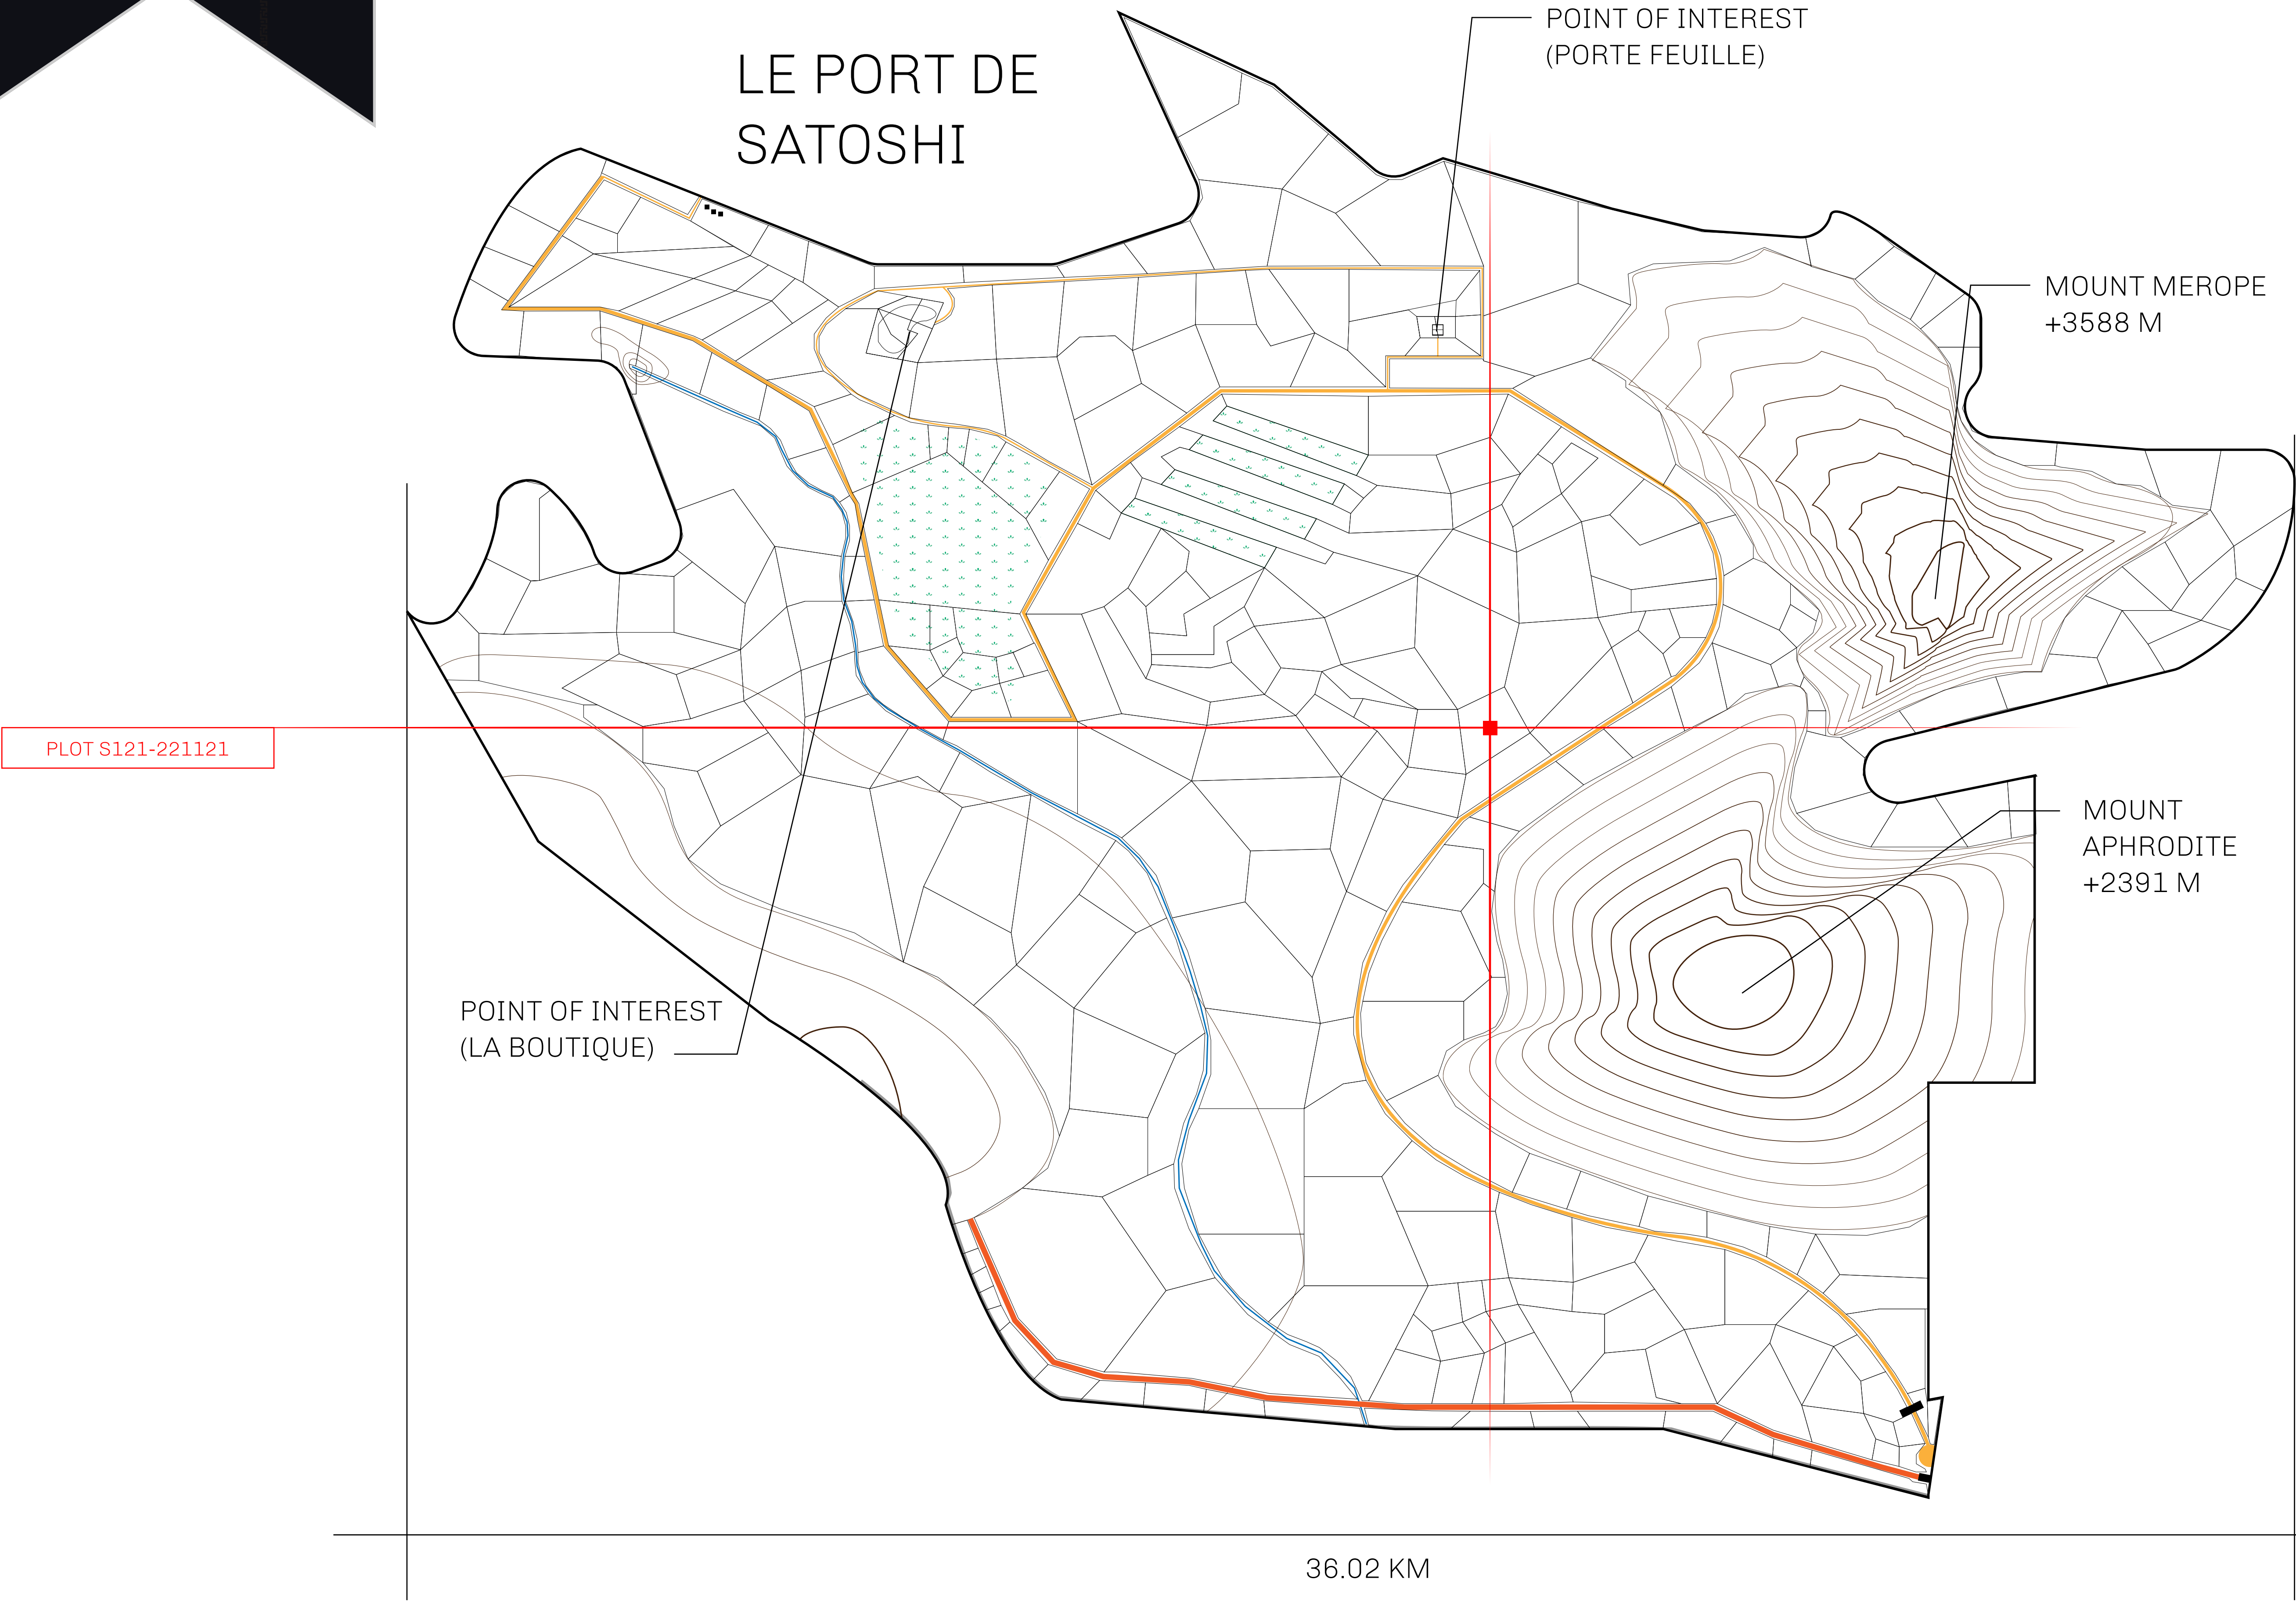 LE PORT DE
SATOSHI
POINT OF INTEREST
(PORTE FEUILLE)
MOUNT MEROPE
+3588 M
PLOT S121-221121
MOUNT
APHRODITE
+2391 M
POINT OF INTEREST
(LA BOUTIQUE)
36.02 KM